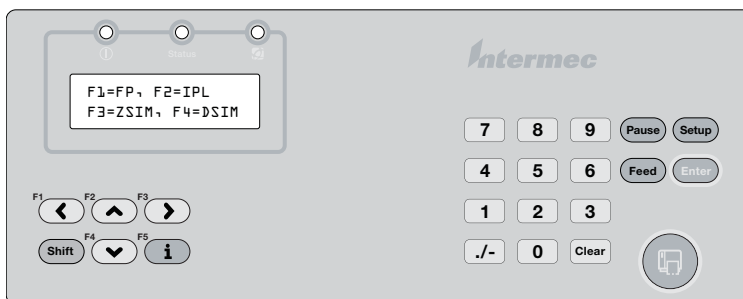 Status
Intermec
F1=FP, F2=IPL
F3=ZSIM, F4=DSIM
7 8 9 Pause Setup
4 5 6 Feed Enter
F1 F2 F3
1 2 3
Shift F4 F5 i
./- 0 Clear